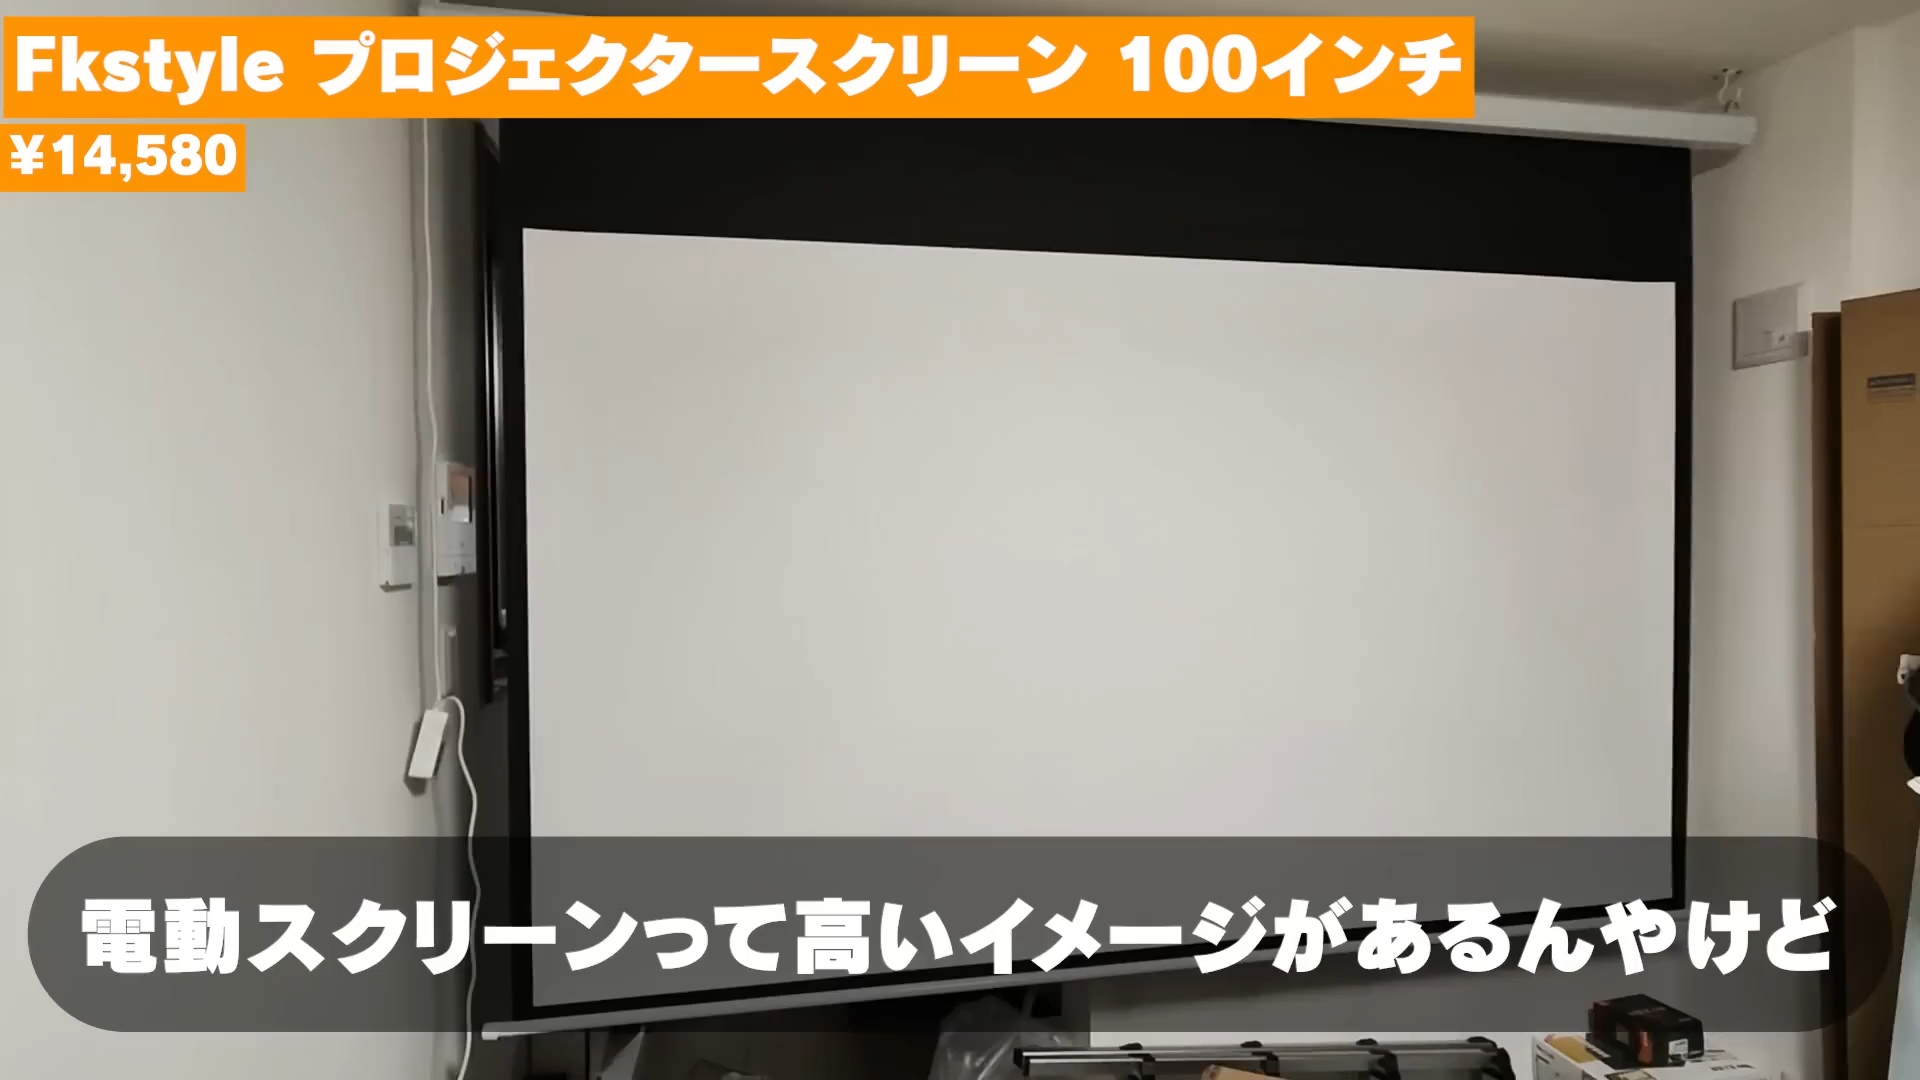 Fkstyle プロジェクタースクリーン 100インチ
¥14,580
電動スクリーンって高いイメージがあるんやけど